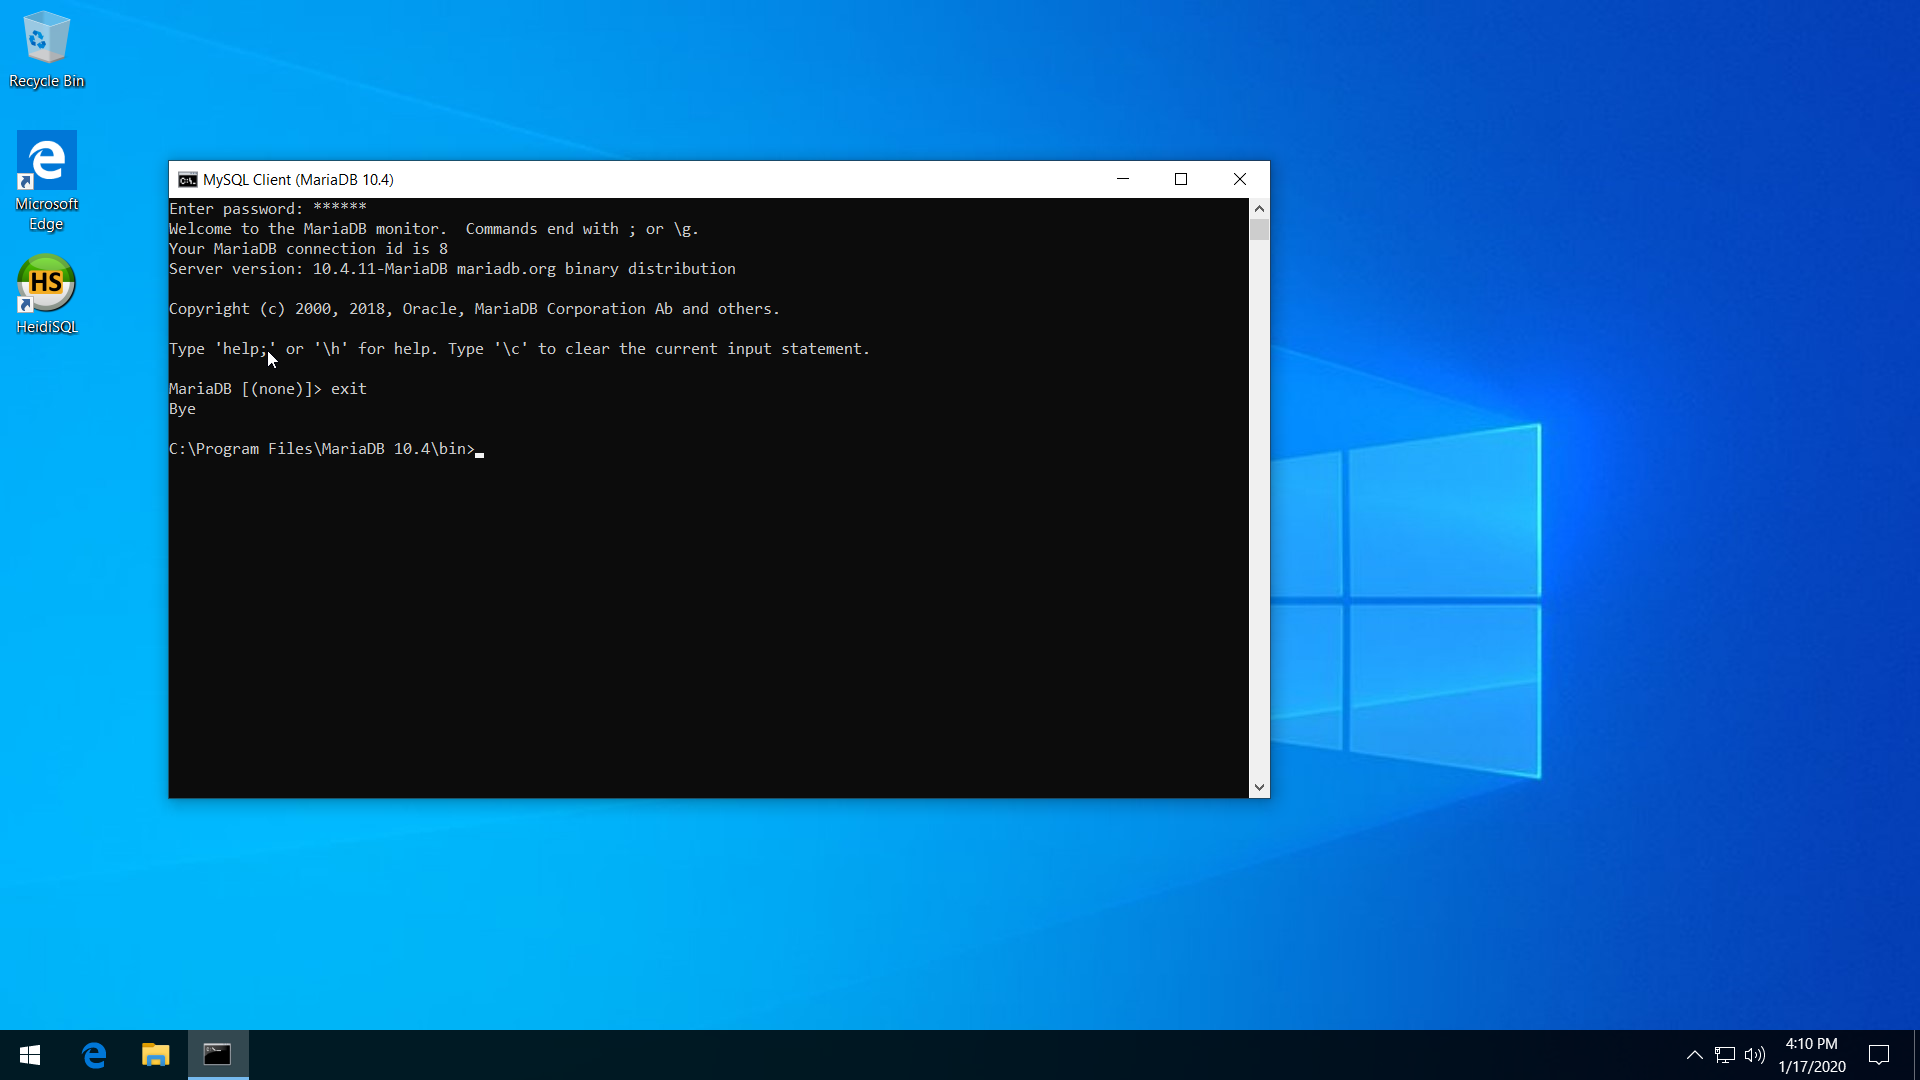 Recycle Bin
Microsoft
Edge
HS
HeidiSQL
MySQL Client (MariaDB 10.4)
Enter password: ******
Welcome to the MariaDB monitor.  Commands end with ; or \g.
Your MariaDB connection id is 8
Server version: 10.4.11-MariaDB mariadb.org binary distribution
Copyright (c) 2000, 2018, Oracle, MariaDB Corporation Ab and others.
Type 'help;' or '\h' for help. Type '\c' to clear the current input statement.
MariaDB [(none)]> exit
Bye
C:\Program Files\MariaDB 10.4\bin>
4:10 PM
1/17/2020